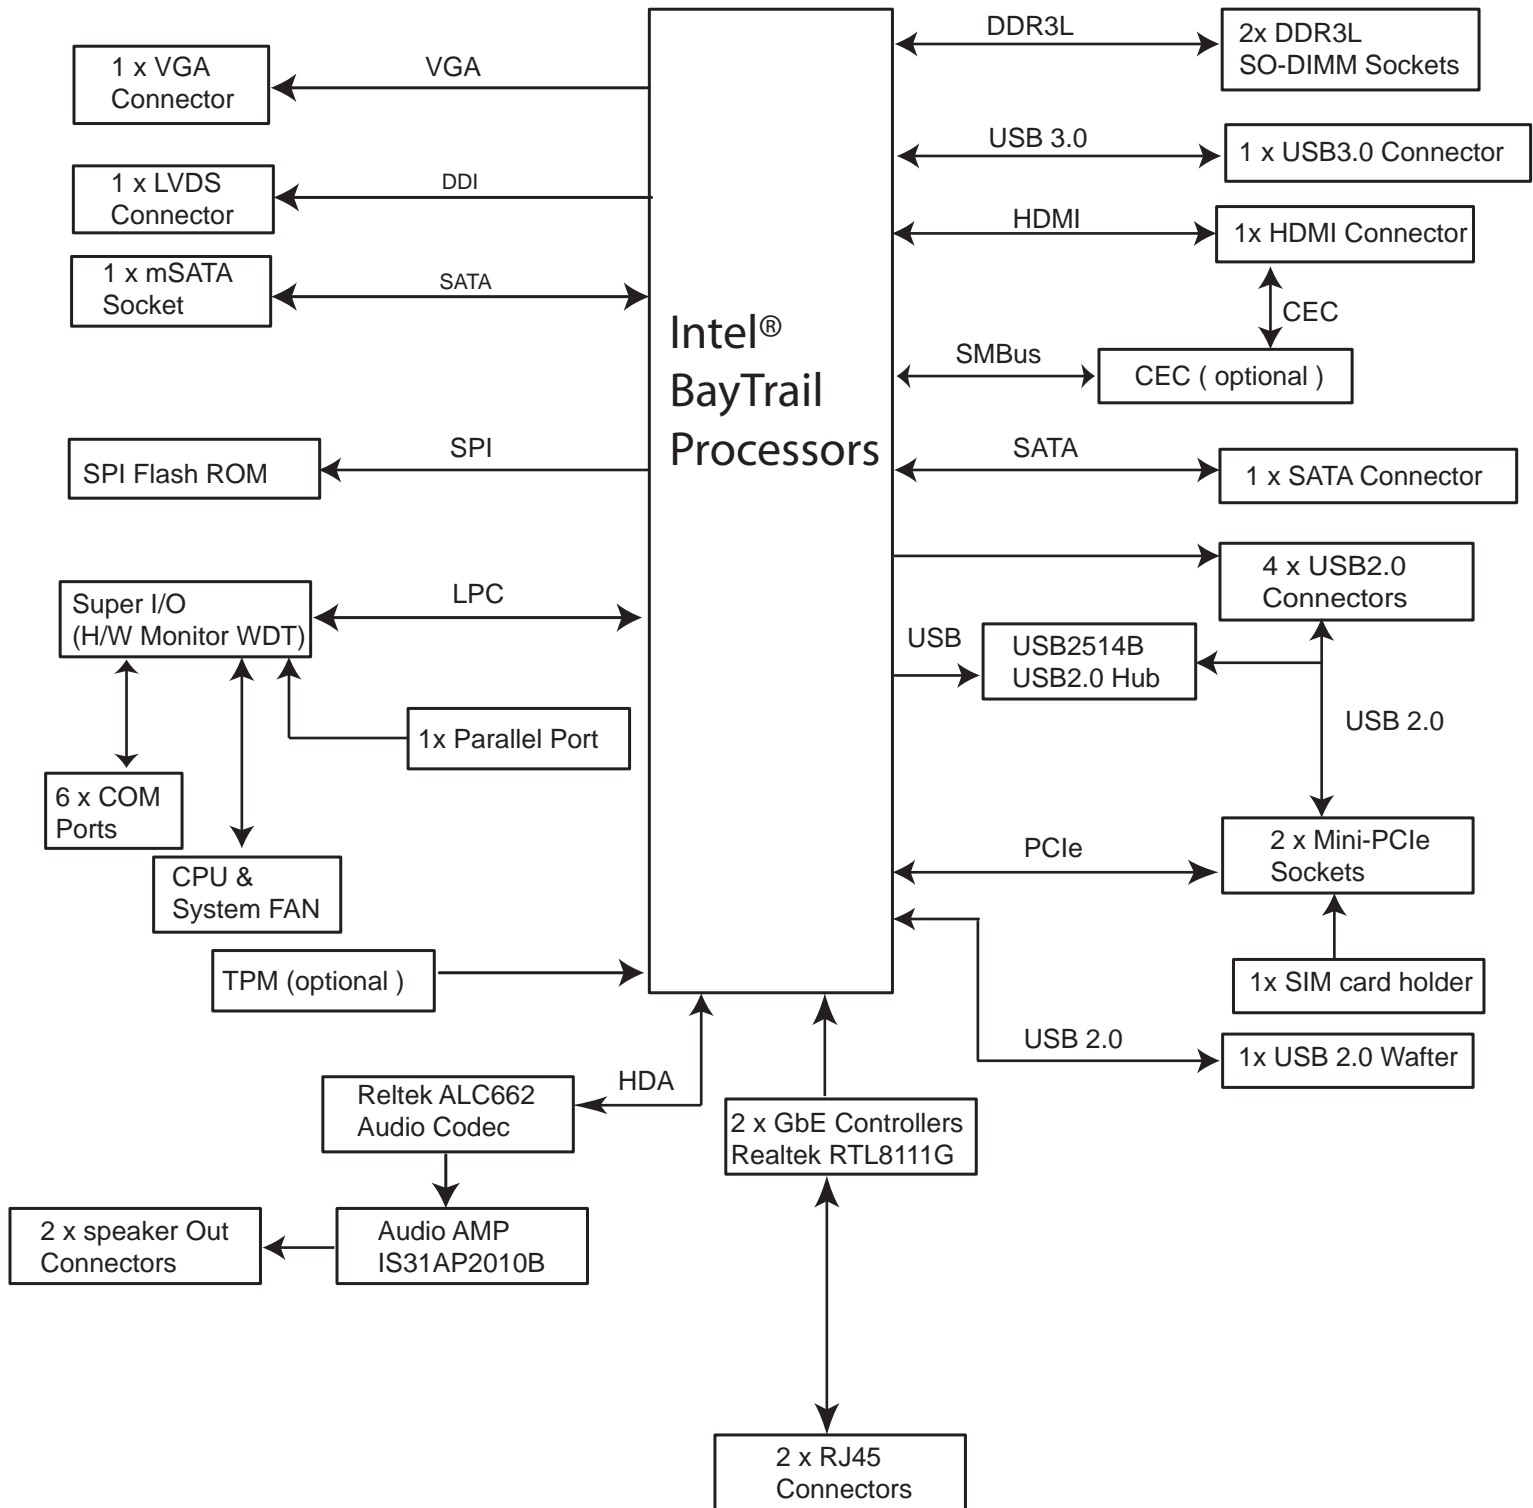 DDR3L
2x DDR3L
SO-DIMM Sockets
1 x VGA
Connector
VGA
USB 3.0
1 x USB3.0 Connector
1 x LVDS
Connector
DDI
HDMI
1x HDMI Connector
1 x mSATA
Socket
SATA
CEC
Intel®
BayTrail
Processors
SMBus
CEC ( optional )
SPI Flash ROM
SPI
SATA
1 x SATA Connector
4 x USB2.0
Connectors
Super I/O
(H/W Monitor WDT)
LPC
USB
USB2514B
USB2.0 Hub
USB 2.0
1x Parallel Port
6 x COM
Ports
CPU &
System FAN
PCIe
2 x Mini-PCIe
Sockets
TPM (optional )
1x SIM card holder
USB 2.0
1x USB 2.0 Wafter
HDA
Reltek ALC662
Audio Codec
2 x GbE Controllers
Realtek RTL8111G
2 x speaker Out
Connectors
Audio AMP
IS31AP2010B
2 x RJ45
Connectors